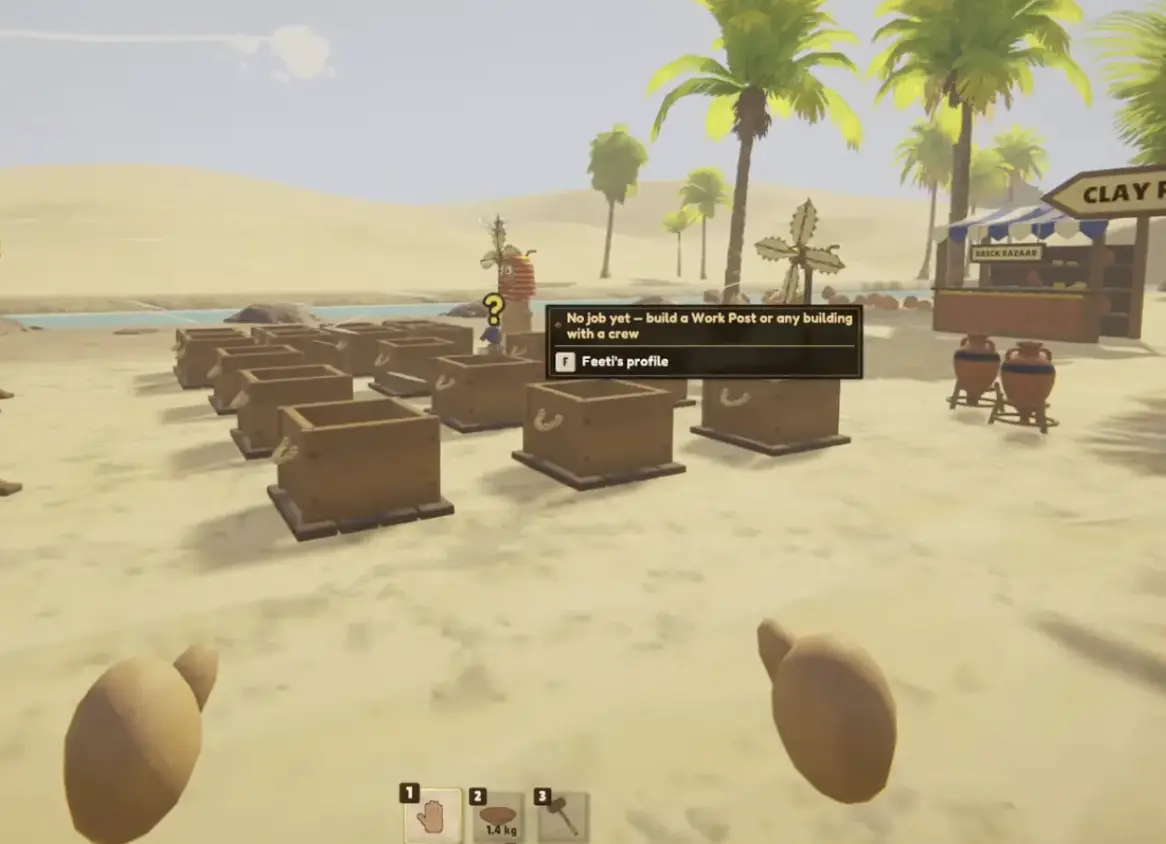 CLAY
BRICK BAZAAR
?
No job yet – build a Work Post or any building
with a crew
F Feeti's profile
1
2
3
1.4 kg